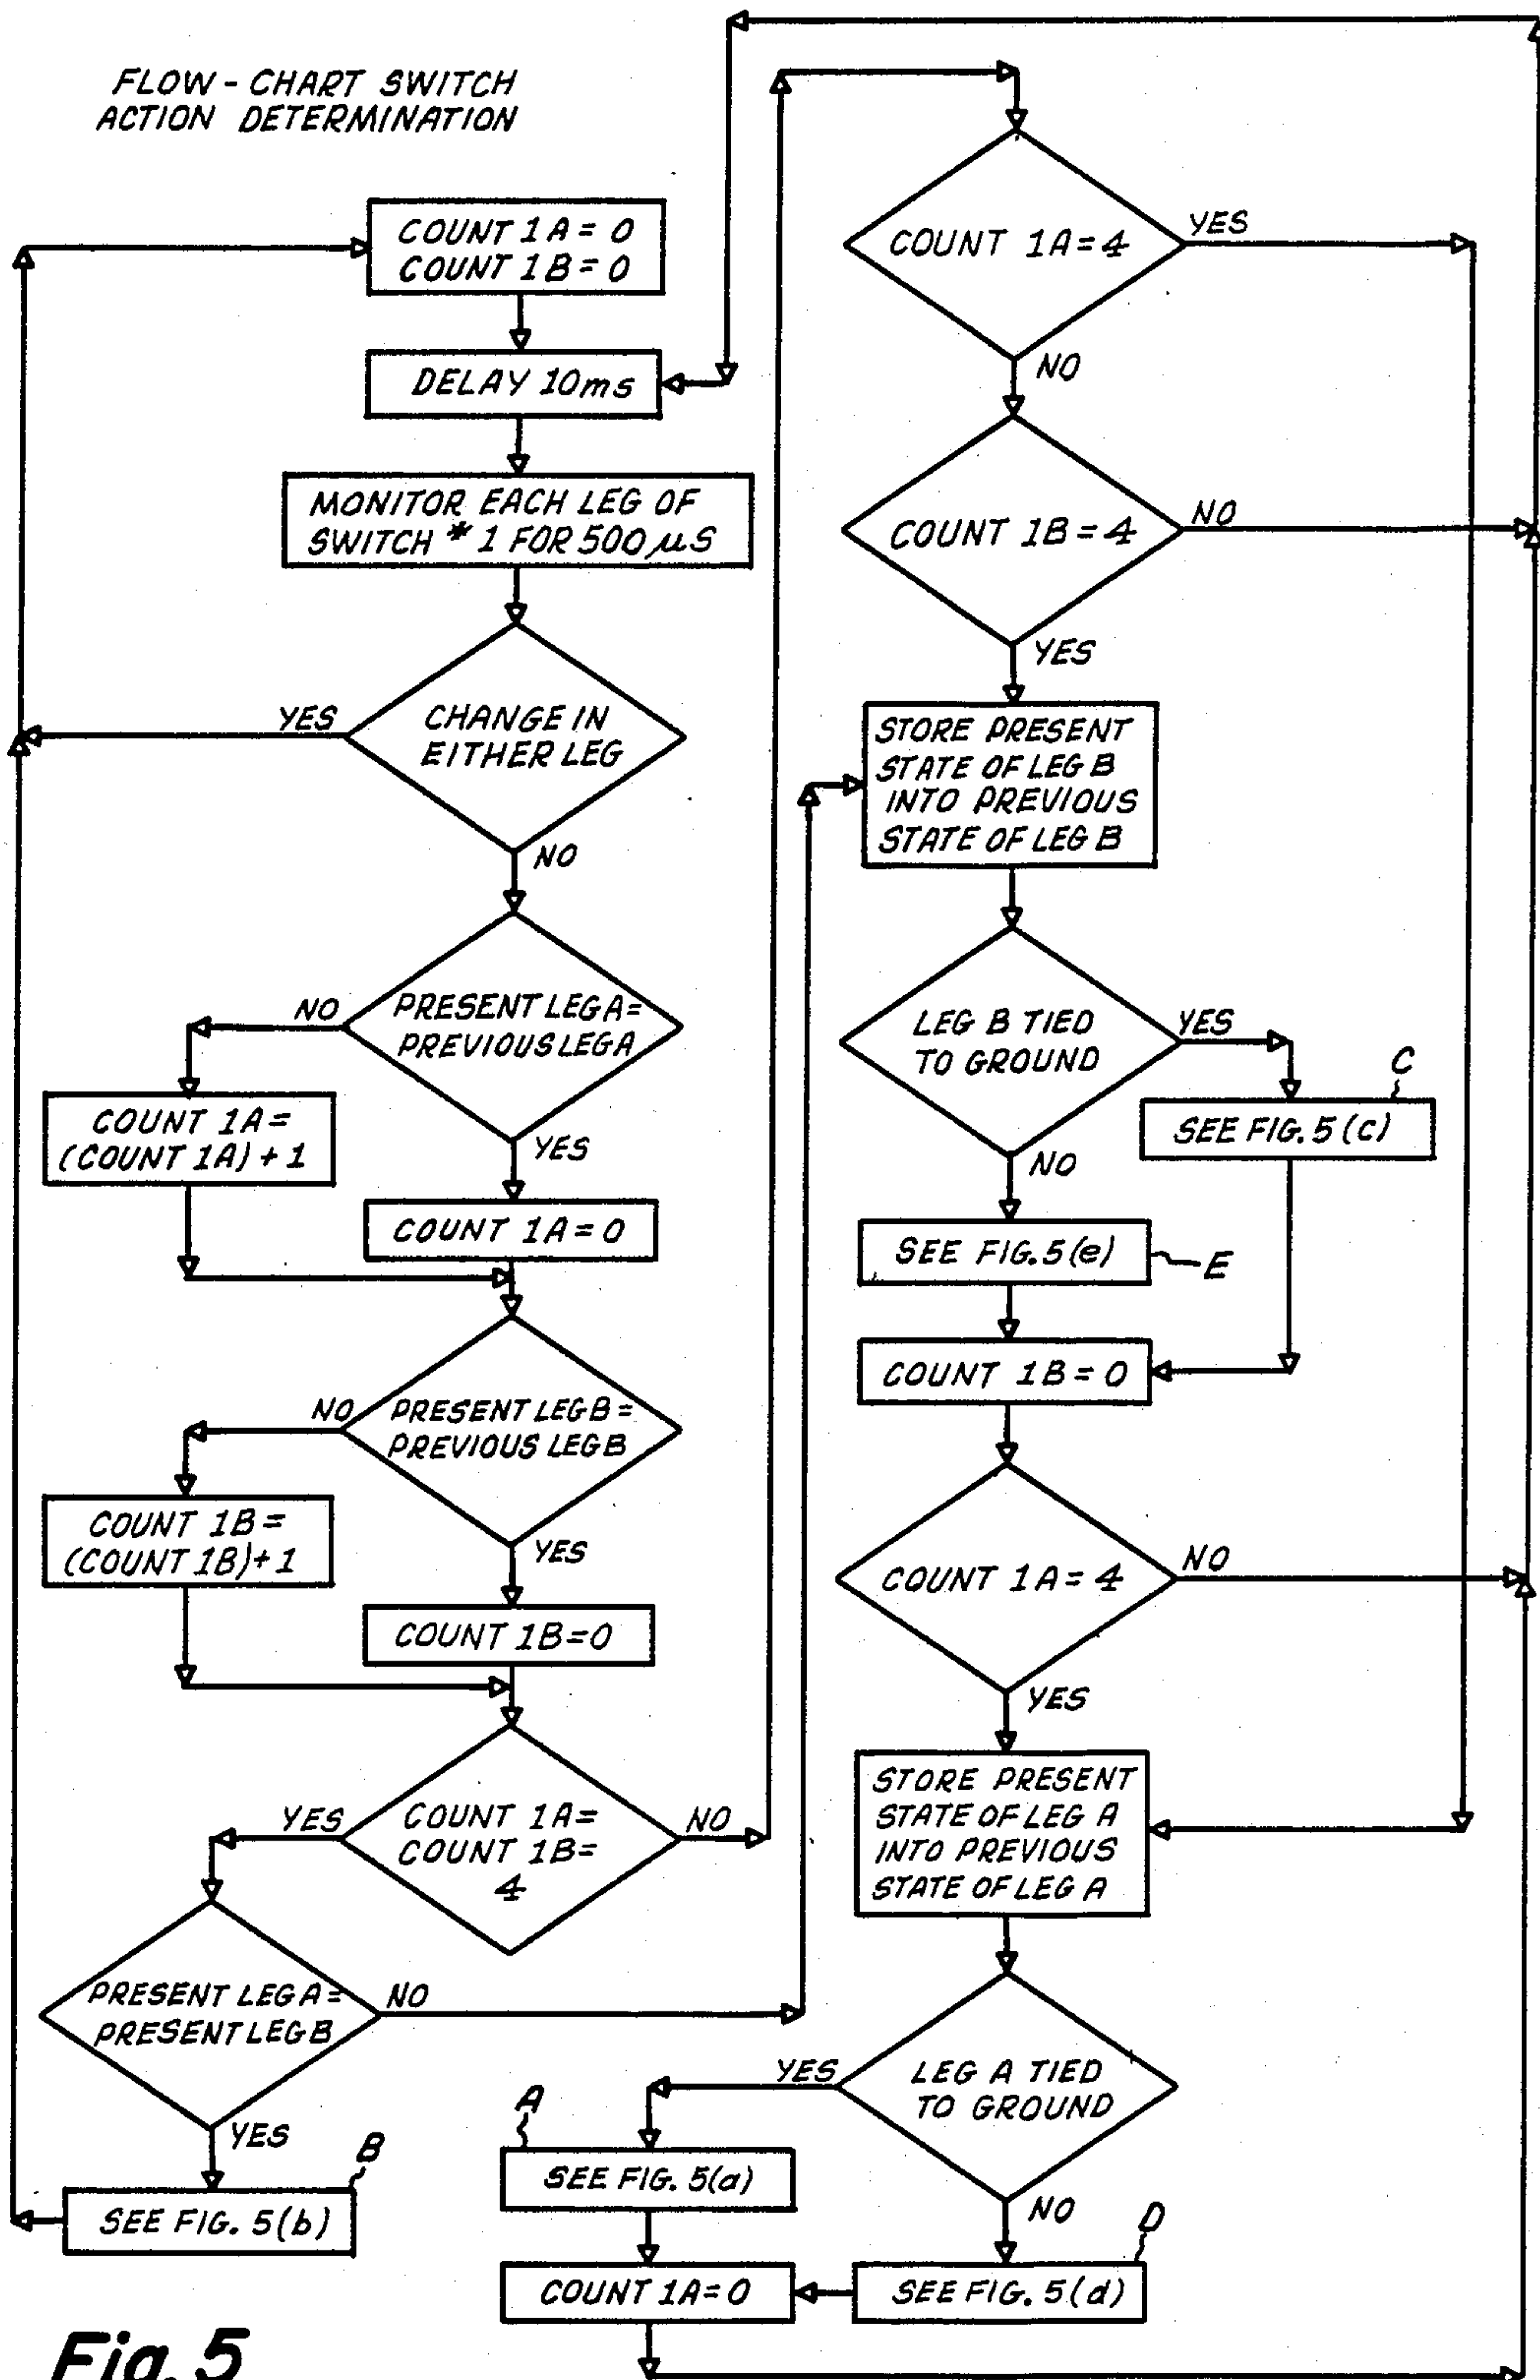 FLOW - CHART SWITCH
ACTION DETERMINATION
COUNT 1A = 0
COUNT 1B = 0
DELAY 10ms
MONITOR EACH LEG OF
SWITCH * 1 FOR 500 µS
CHANGE IN
EITHER LEG
YES
NO
PRESENT LEG A =
PREVIOUS LEG A
NO
YES
COUNT 1A =
(COUNT 1A) + 1
COUNT 1A = 0
PRESENT LEG B =
PREVIOUS LEG B
NO
YES
COUNT 1B =
(COUNT 1B) + 1
COUNT 1B = 0
COUNT 1A =
COUNT 1B =
4
YES
NO
PRESENT LEG A =
PRESENT LEG B
NO
YES
B
SEE FIG. 5(b)
COUNT 1A = 4
YES
NO
COUNT 1B = 4
NO
YES
STORE PRESENT
STATE OF LEG B
INTO PREVIOUS
STATE OF LEG B
LEG B TIED
TO GROUND
YES
NO
C
SEE FIG. 5(c)
SEE FIG. 5(e)
E
COUNT 1B = 0
COUNT 1A = 4
NO
YES
STORE PRESENT
STATE OF LEG A
INTO PREVIOUS
STATE OF LEG A
LEG A TIED
TO GROUND
YES
NO
A
SEE FIG. 5(a)
D
SEE FIG. 5(d)
COUNT 1A = 0
Fig. 5